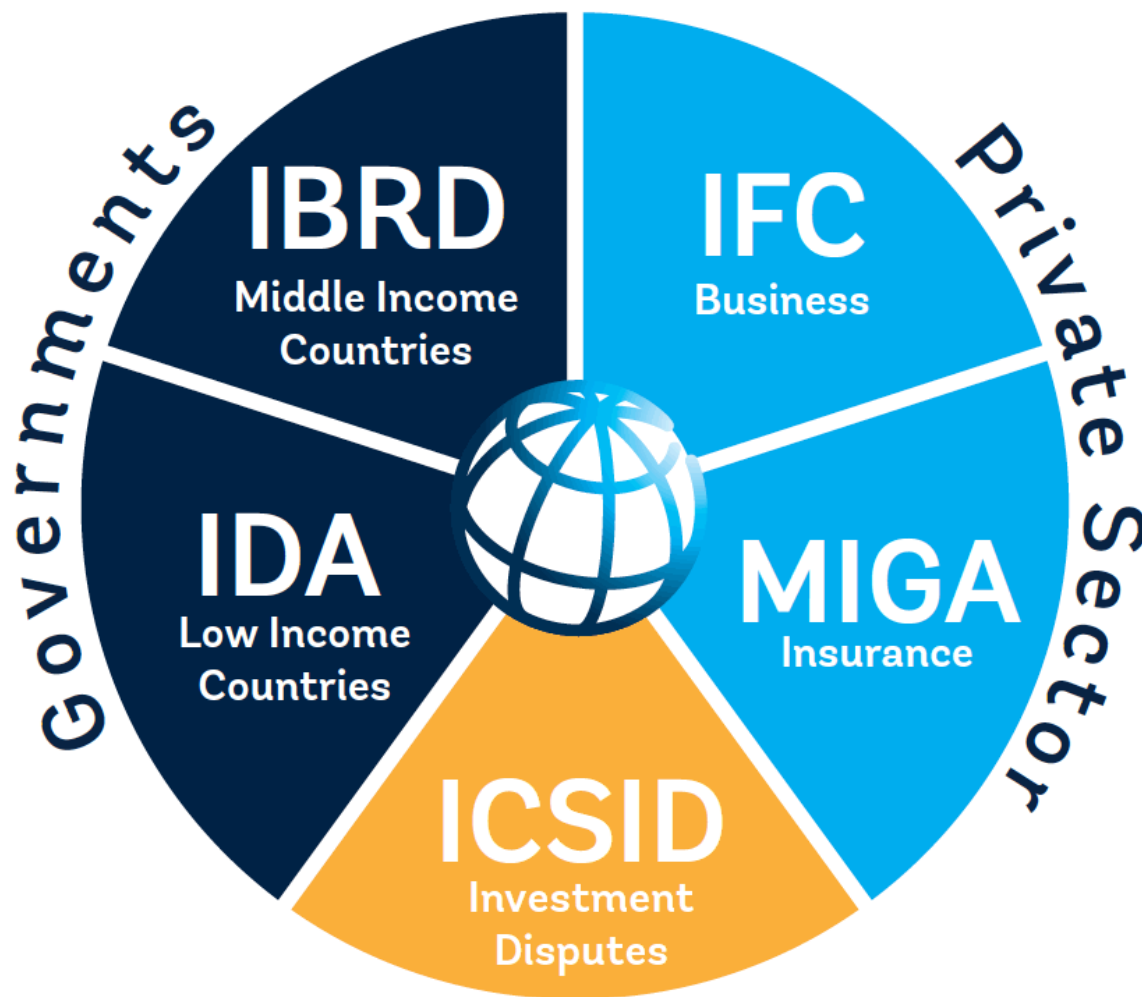 Governments
IBRD
Middle Income
Countries
IDA
Low Income
Countries
IFC
Business
MIGA
Insurance
Private Sector
ICSID
Investment
Disputes